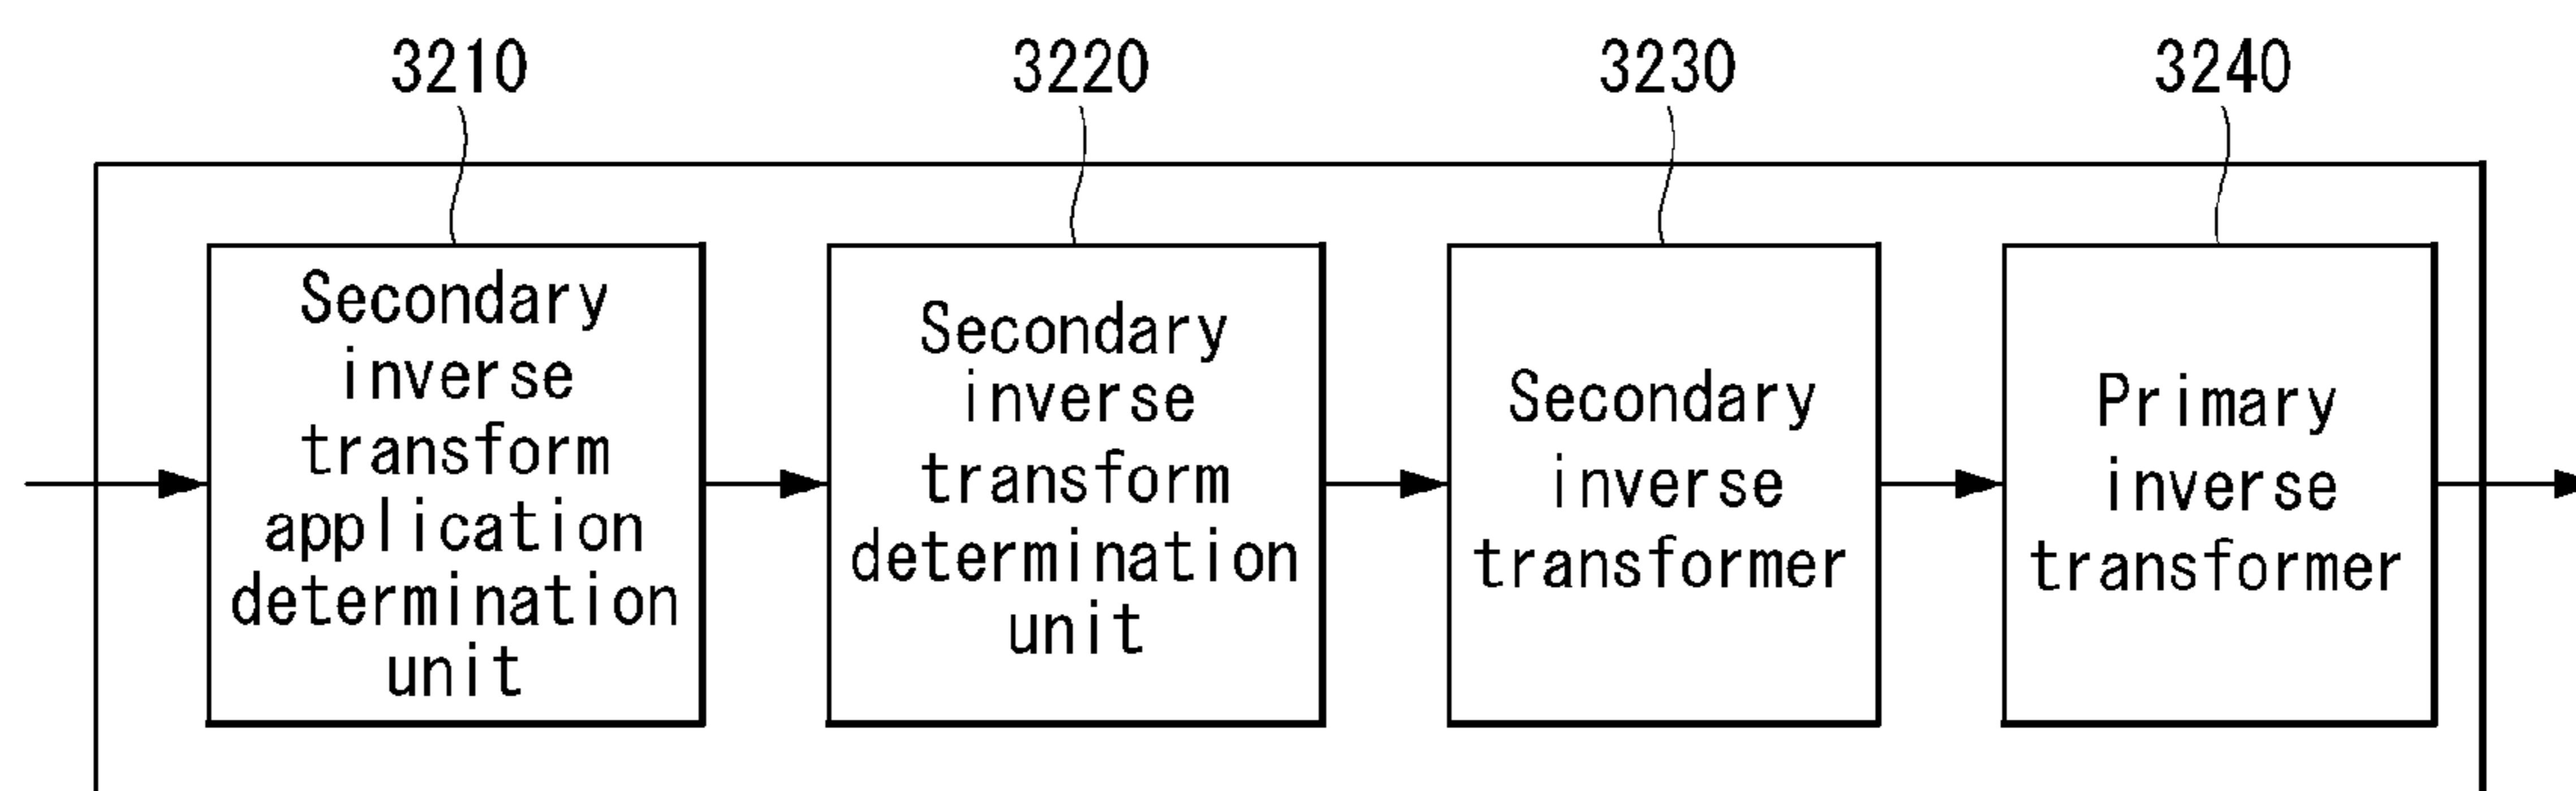 3210
3220
3230
3240
Secondary
inverse
transform
application
determination
unit
Secondary
inverse
transform
determination
unit
Secondary
inverse
transformer
Primary
inverse
transformer